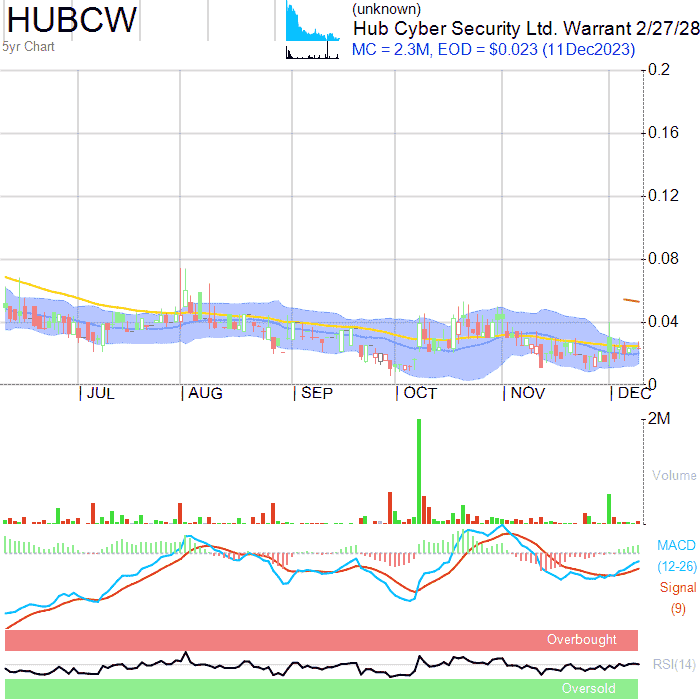 HUBCW
5yr Chart
(unknown)
Hub Cyber Security Ltd. Warrant 2/27/28
MC = 2.3M, EOD = $0.023 (11Dec2023)
0.2
0.16
0.12
0.08
0.04
0
JUL
AUG
SEP
OCT
NOV
DEC
2M
Volume
MACD
(12-26)
Signal
(9)
Overbought
RSI(14)
Oversold